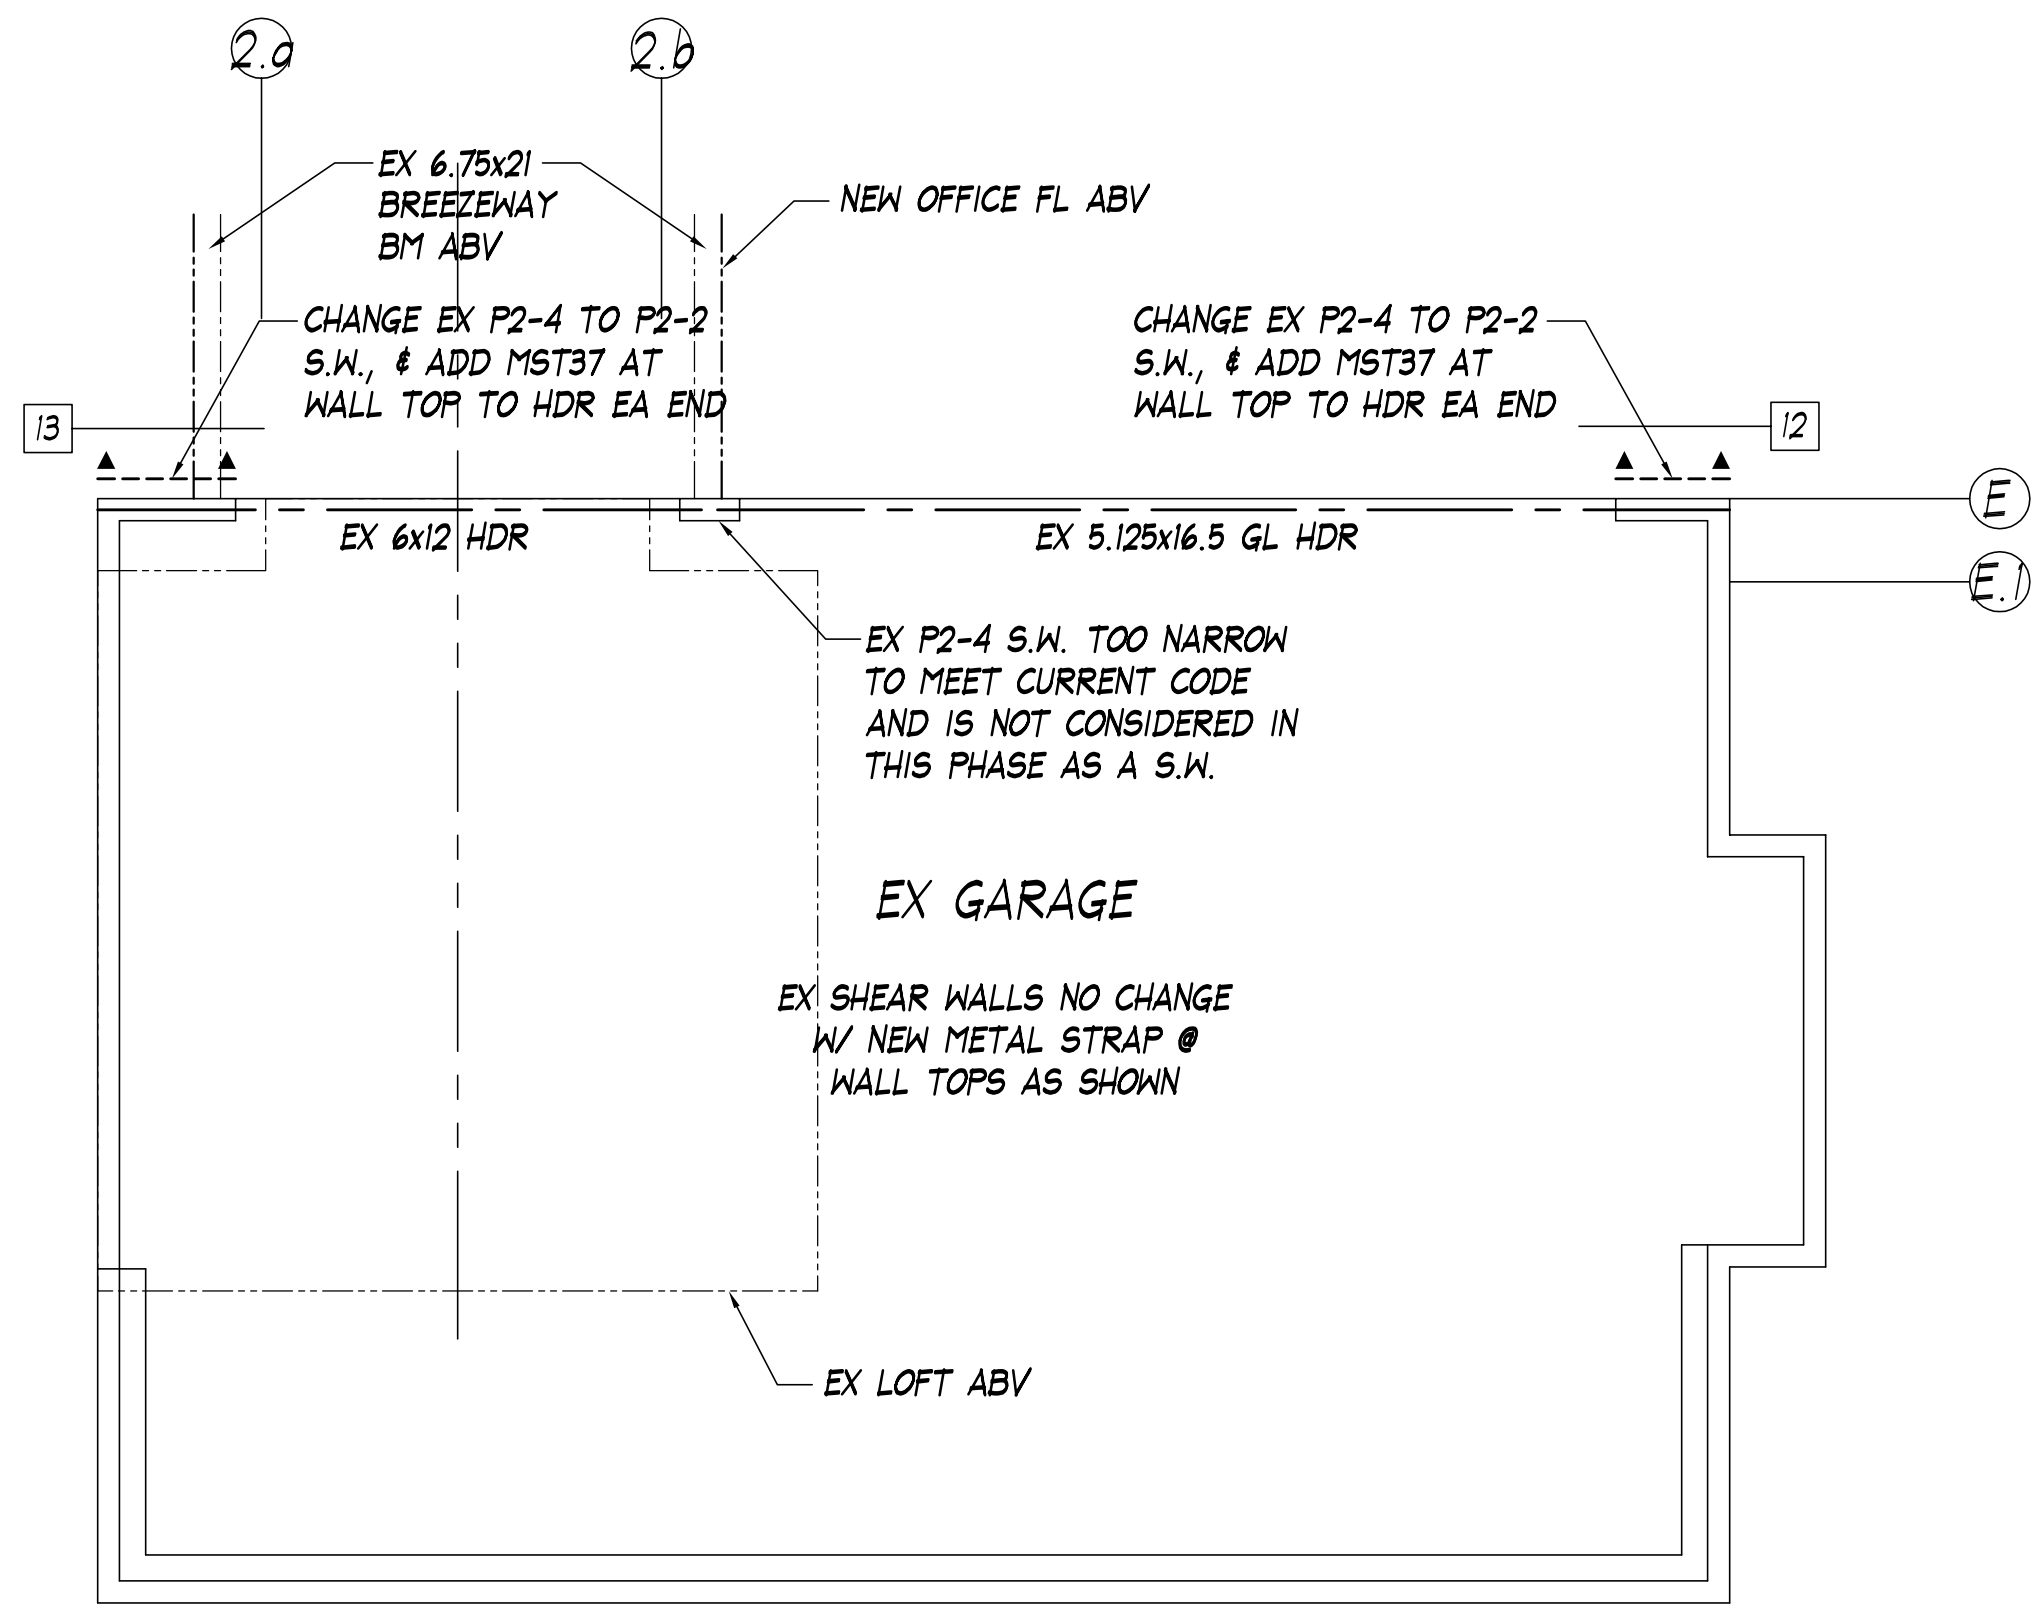 2.a
2.b
EX 6.75x21
BREEZEWAY
BM ABV
NEW OFFICE FL ABV
CHANGE EX P2-4 TO P2-2
S.W., & ADD MST37 AT
WALL TOP TO HDR EA END
CHANGE EX P2-4 TO P2-2
S.W., & ADD MST37 AT
WALL TOP TO HDR EA END
13
12
E
EX 6x12 HDR
EX 5.125x16.5 GL HDR
E.1
EX P2-4 S.W. TOO NARROW
TO MEET CURRENT CODE
AND IS NOT CONSIDERED IN
THIS PHASE AS A S.W.
EX GARAGE
EX SHEAR WALLS NO CHANGE
W/ NEW METAL STRAP @
WALL TOPS AS SHOWN
EX LOFT ABV